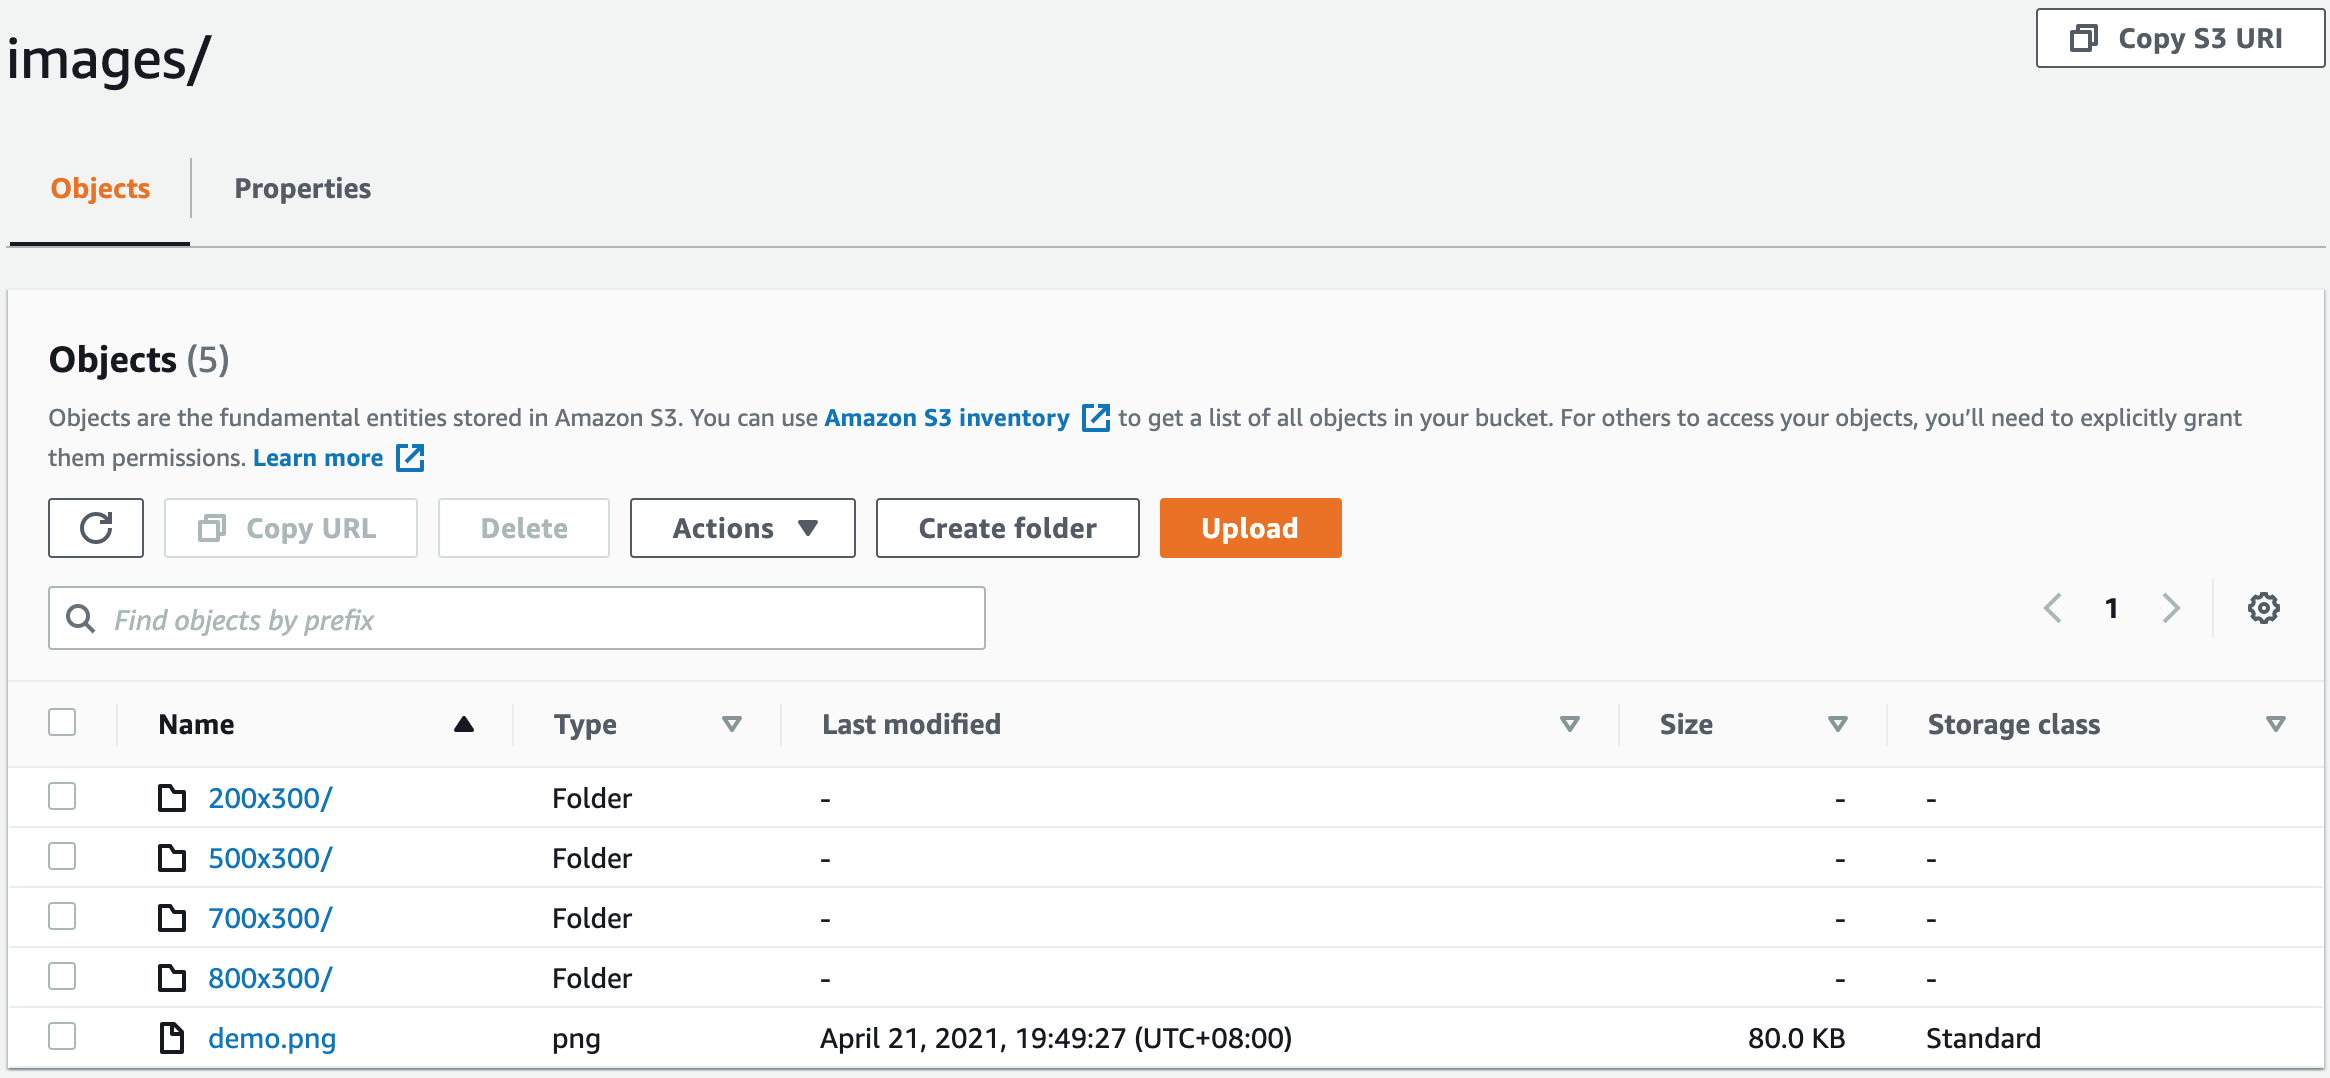 images/
Copy S3 URI
Objects
Properties
Objects (5)
Objects are the fundamental entities stored in Amazon S3. You can use Amazon S3 inventory to get a list of all objects in your bucket. For others to access your objects, you’ll need to explicitly grant
them permissions. Learn more
Copy URL
Delete
Actions
Create folder
Upload
Find objects by prefix
1
Name Type Last modified Size Storage class
200x300/ Folder - - -
500x300/ Folder - - -
700x300/ Folder - - -
800x300/ Folder - - -
demo.png png April 21, 2021, 19:49:27 (UTC+08:00) 80.0 KB Standard